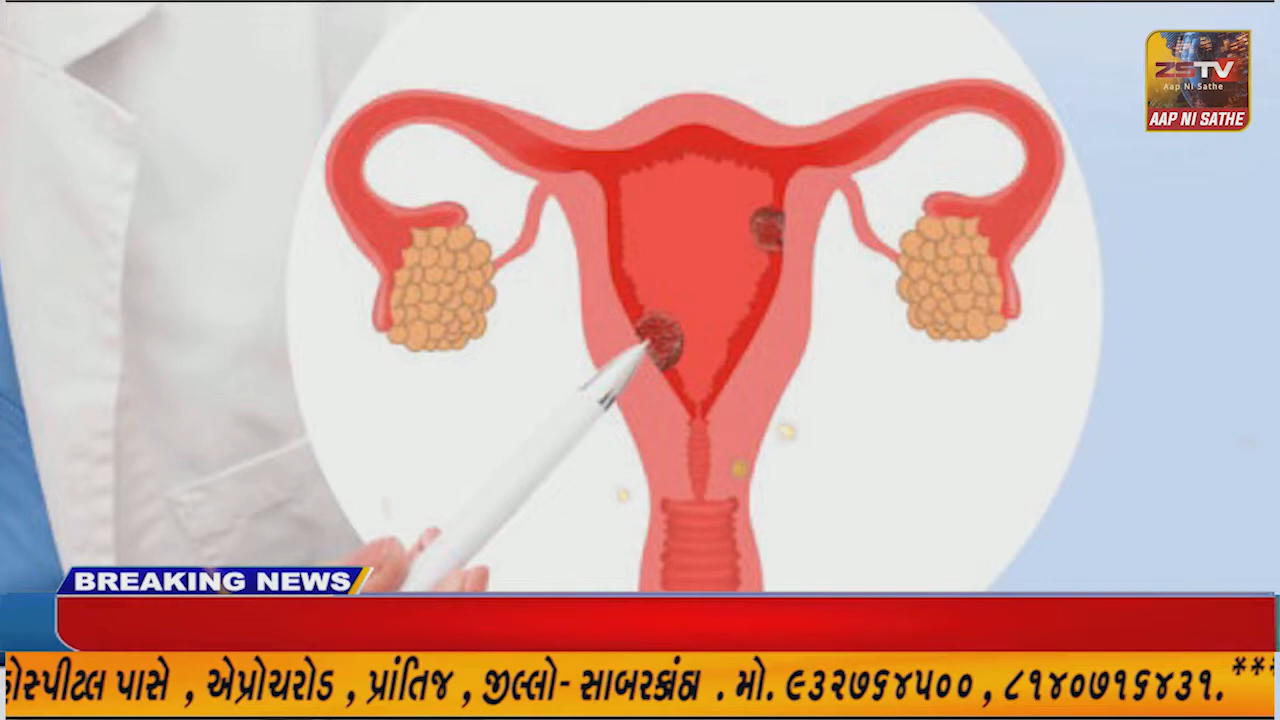 ZSTV
Aap Ni Sathe
AAP NI SATHE
BREAKING NEWS
હોસ્પીટલ પાસે , એપ્રોચરોડ , પ્રાંતિજ , જીલ્લો- સાબરકાંઠા . મો. ૯૩૨૭૬૪૫૦૦ , ૮૧૪૦૭૧૬૪૩૧. ***